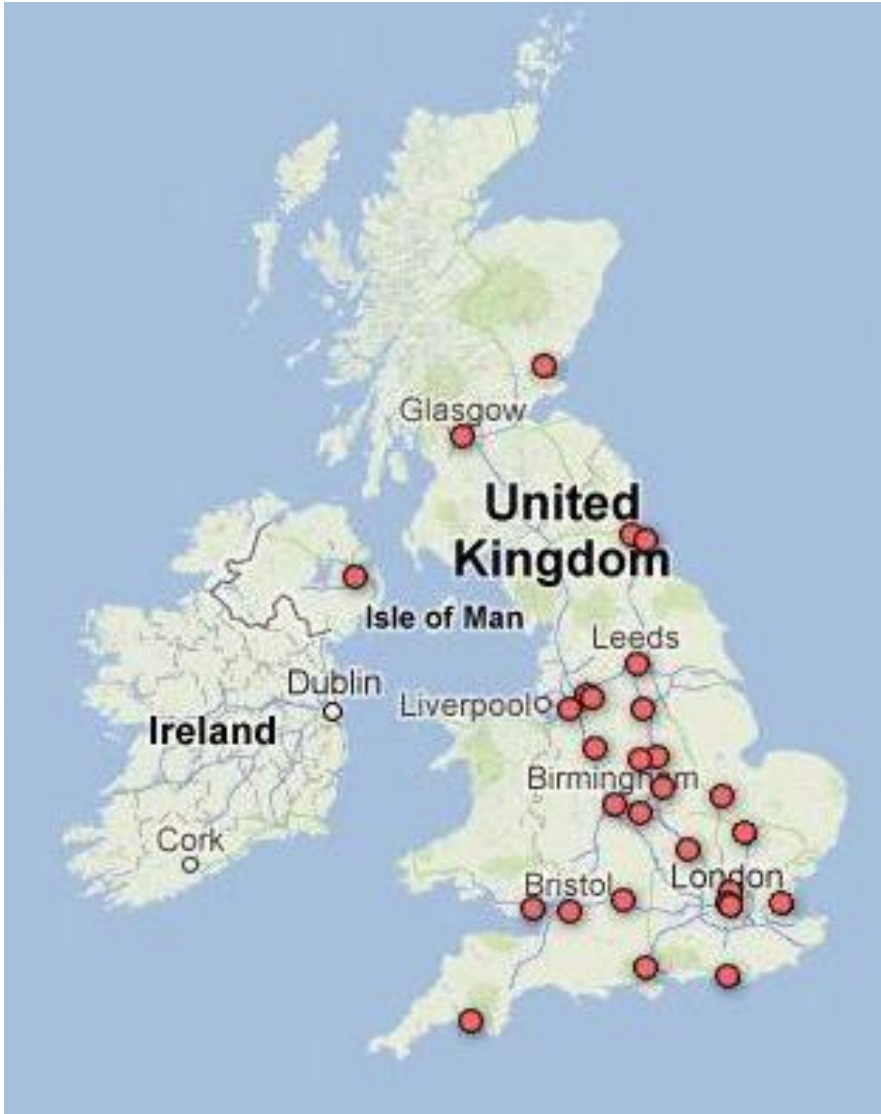 Glasgow
United
Kingdom
Isle of Man
Leeds
Dublin
Liverpool
Ireland
Birmingham
Cork
Bristol
London